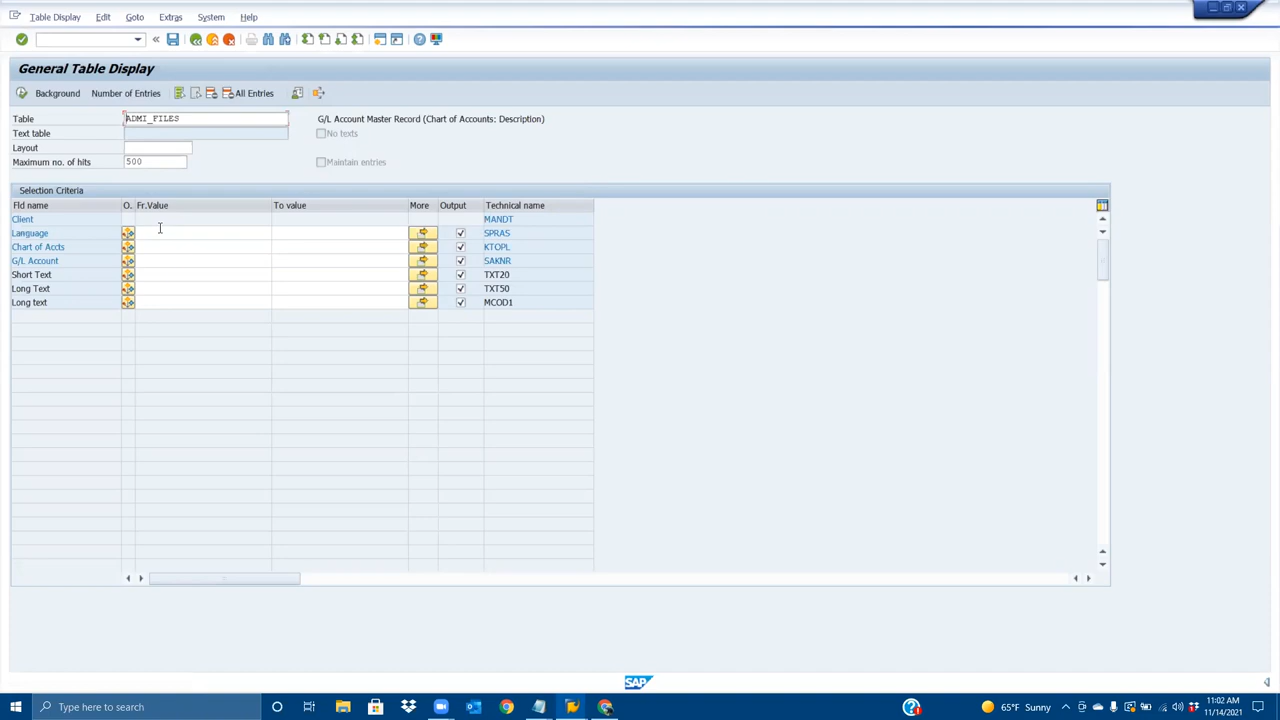 Table Display Edit Goto Extras System Help
General Table Display
Background Number of Entries All Entries
Table ADMI_FILES G/L Account Master Record (Chart of Accounts: Description)
Text table No texts
Layout
Maximum no. of hits 500 Maintain entries
Selection Criteria
Fld name O. Fr.Value To value More Output Technical name
Client MANDT
Language SPRAS
Chart of Accts KTOPL
G/L Account SAKNR
Short Text TXT20
Long Text TXT50
Long text MCOD1
SAP
Type here to search
65°F Sunny
11:02 AM
11/14/2021